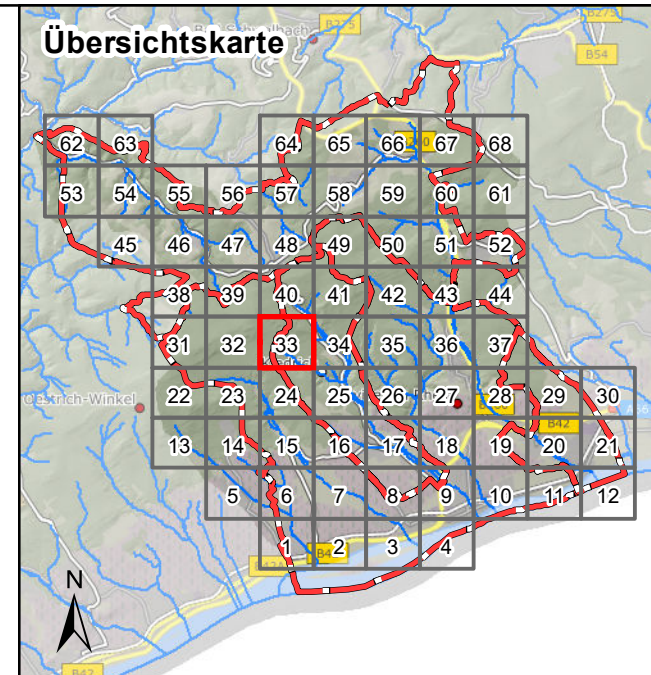 Übersichtskarte
B275
B275
B54
62 63 64 65 66 67 68
53 54 55 56 57 58 59 60 61
45 46 47 48 49 50 51 52
38 39 40 41 42 43 44
31 32 33 34 35 36 37
Oestrich-Winkel
22 23 24 25 26 27 28 29 30
B42
13 14 15 16 17 18 19 20 21
5 6 7 8 9 10 11 12
1 2 3 4
B42A
N
B42